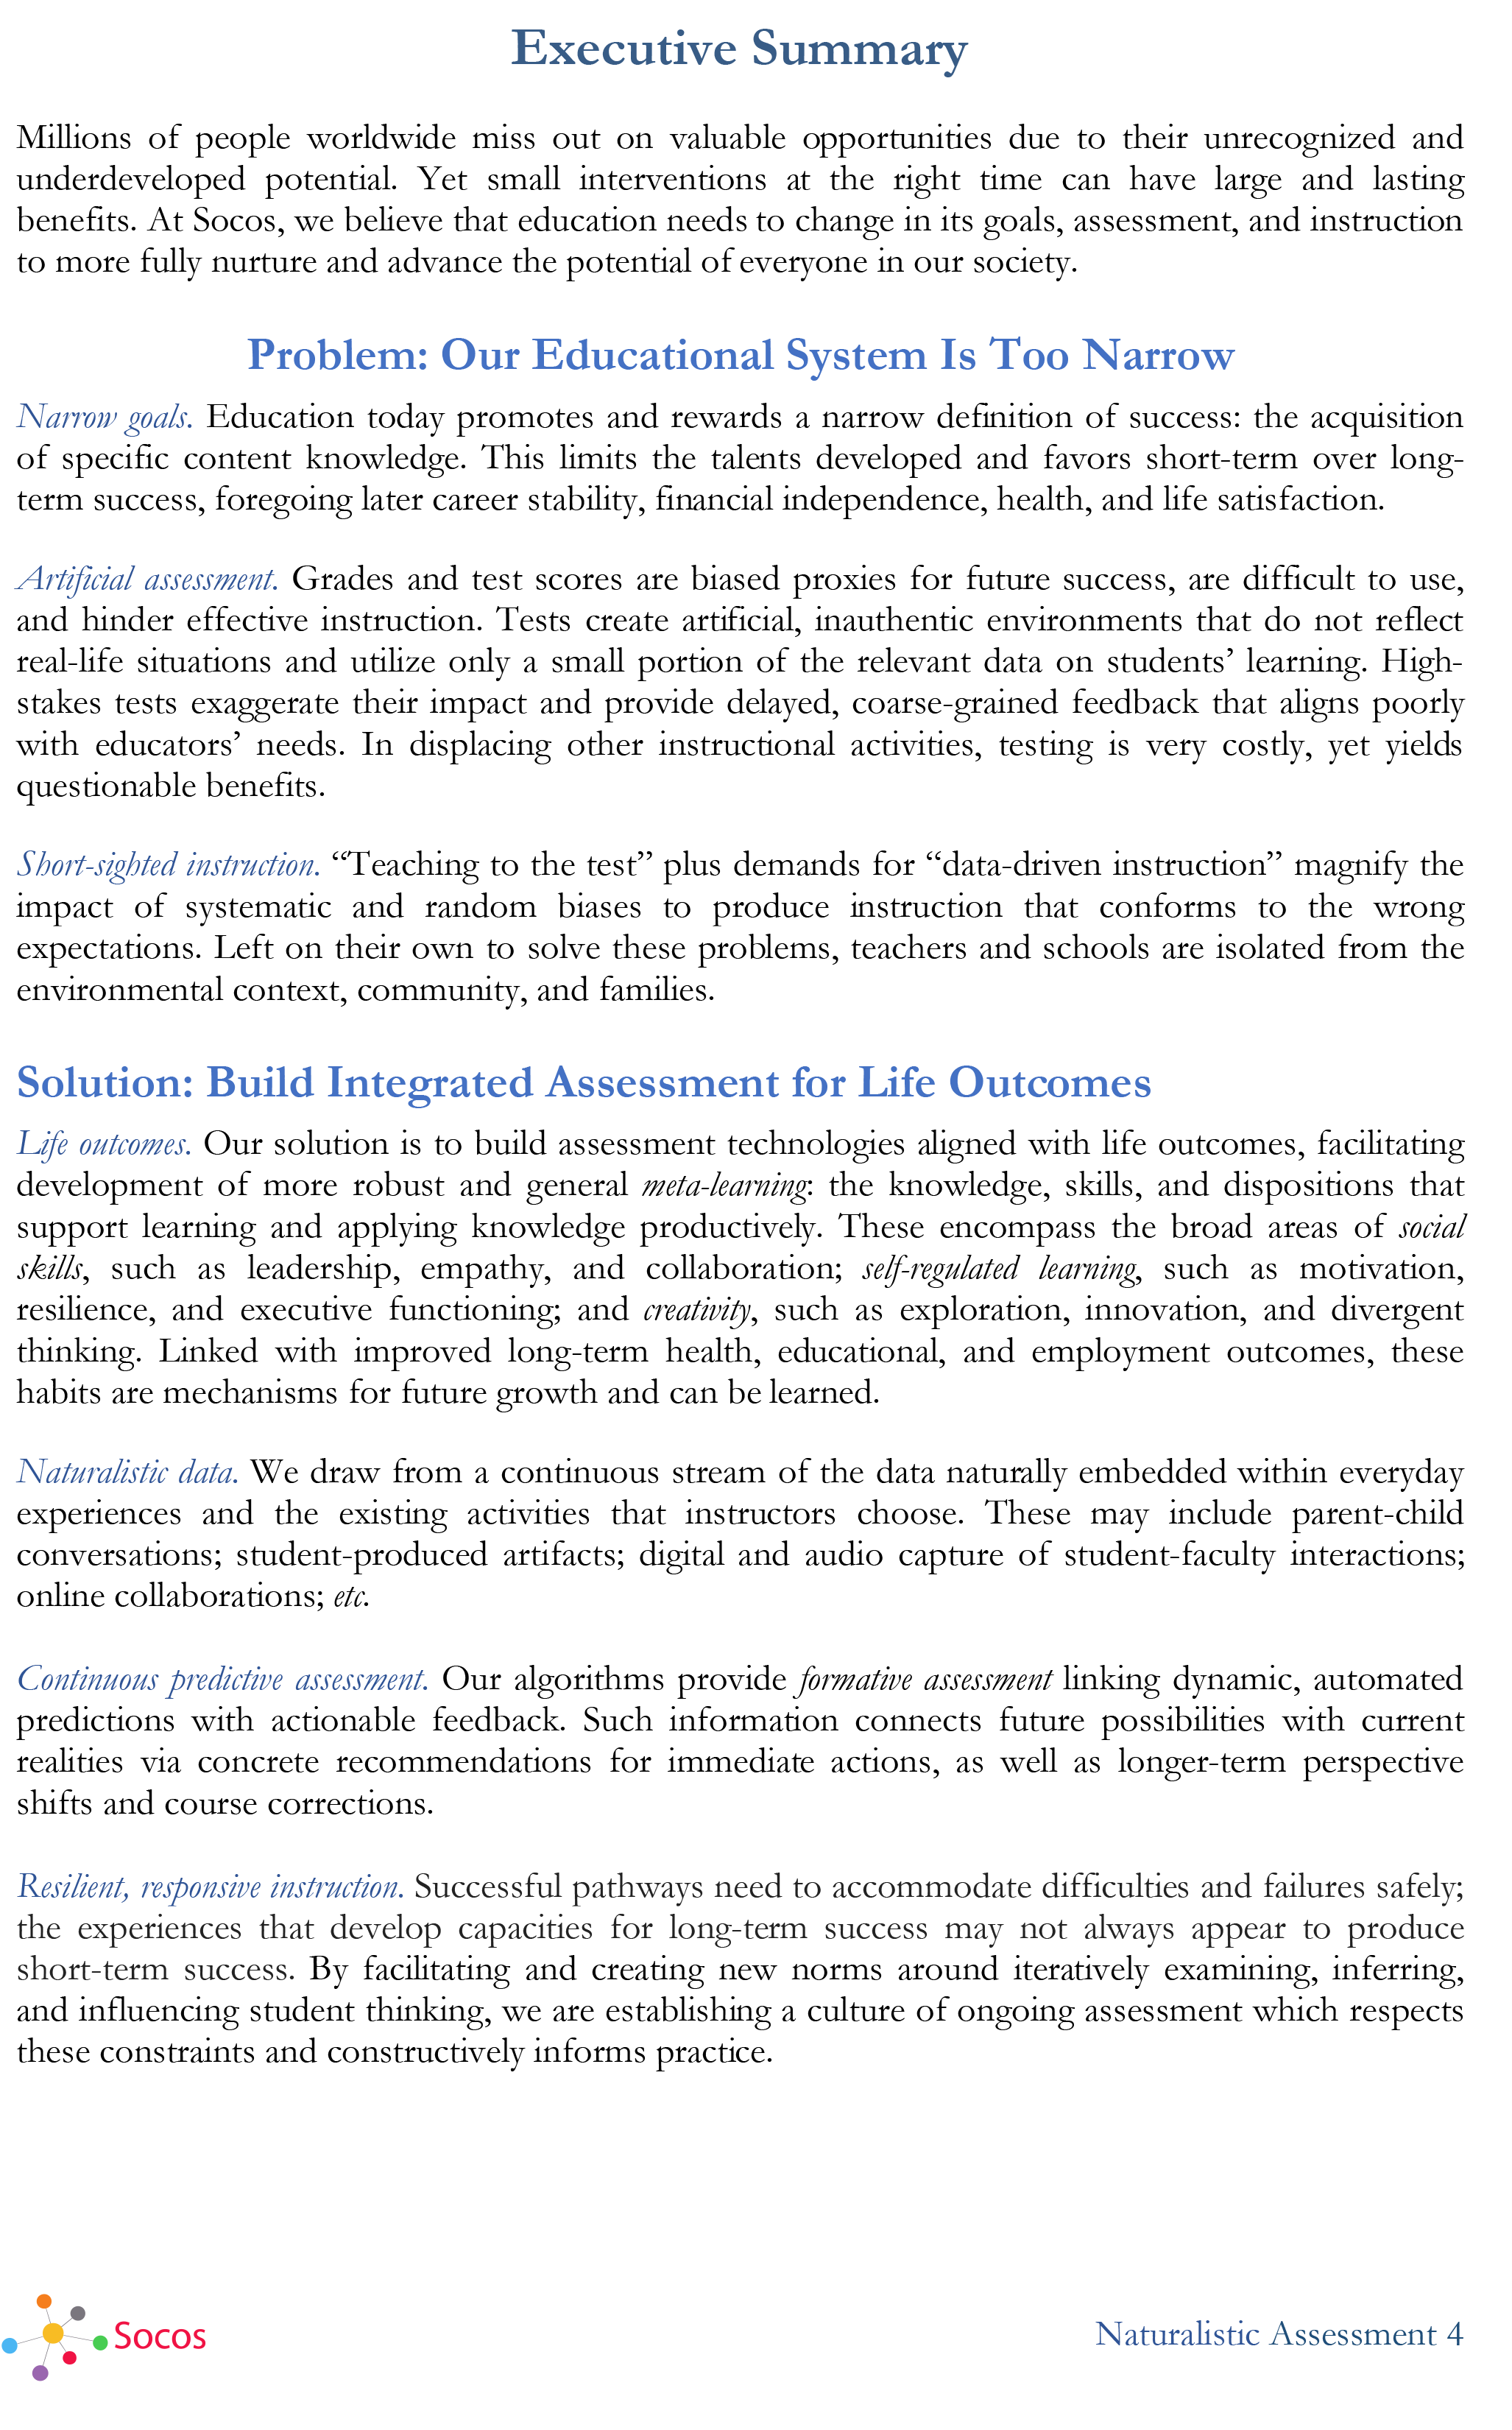 Executive Summary
Millions of people worldwide miss out on valuable opportunities due to their unrecognized and
underdeveloped potential. Yet small interventions at the right time can have large and lasting
benefits. At Socos, we believe that education needs to change in its goals, assessment, and instruction
to more fully nurture and advance the potential of everyone in our society.
Problem: Our Educational System Is Too Narrow
Narrow goals. Education today promotes and rewards a narrow definition of success: the acquisition
of specific content knowledge. This limits the talents developed and favors short-term over long-
term success, foregoing later career stability, financial independence, health, and life satisfaction.
Artificial assessment. Grades and test scores are biased proxies for future success, are difficult to use,
and hinder effective instruction. Tests create artificial, inauthentic environments that do not reflect
real-life situations and utilize only a small portion of the relevant data on students’ learning. High-
stakes tests exaggerate their impact and provide delayed, coarse-grained feedback that aligns poorly
with educators’ needs. In displacing other instructional activities, testing is very costly, yet yields
questionable benefits.
Short-sighted instruction. “Teaching to the test” plus demands for “data-driven instruction” magnify the
impact of systematic and random biases to produce instruction that conforms to the wrong
expectations. Left on their own to solve these problems, teachers and schools are isolated from the
environmental context, community, and families.
Solution: Build Integrated Assessment for Life Outcomes
Life outcomes. Our solution is to build assessment technologies aligned with life outcomes, facilitating
development of more robust and general meta-learning: the knowledge, skills, and dispositions that
support learning and applying knowledge productively. These encompass the broad areas of social
skills, such as leadership, empathy, and collaboration; self-regulated learning, such as motivation,
resilience, and executive functioning; and creativity, such as exploration, innovation, and divergent
thinking. Linked with improved long-term health, educational, and employment outcomes, these
habits are mechanisms for future growth and can be learned.
Naturalistic data. We draw from a continuous stream of the data naturally embedded within everyday
experiences and the existing activities that instructors choose. These may include parent-child
conversations; student-produced artifacts; digital and audio capture of student-faculty interactions;
online collaborations; etc.
Continuous predictive assessment. Our algorithms provide formative assessment linking dynamic, automated
predictions with actionable feedback. Such information connects future possibilities with current
realities via concrete recommendations for immediate actions, as well as longer-term perspective
shifts and course corrections.
Resilient, responsive instruction. Successful pathways need to accommodate difficulties and failures safely;
the experiences that develop capacities for long-term success may not always appear to produce
short-term success. By facilitating and creating new norms around iteratively examining, inferring,
and influencing student thinking, we are establishing a culture of ongoing assessment which respects
these constraints and constructively informs practice.
Socos
Naturalistic Assessment 4